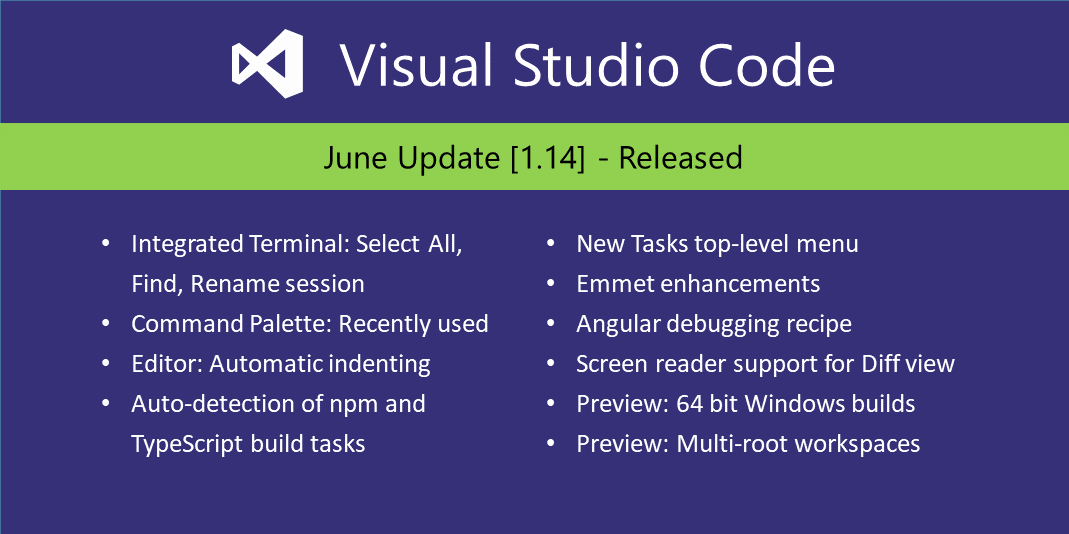 Visual Studio Code
June Update [1.14] - Released
• Integrated Terminal: Select All,
Find, Rename session
• Command Palette: Recently used
• Editor: Automatic indenting
• Auto-detection of npm and
TypeScript build tasks
• New Tasks top-level menu
• Emmet enhancements
• Angular debugging recipe
• Screen reader support for Diff view
• Preview: 64 bit Windows builds
• Preview: Multi-root workspaces